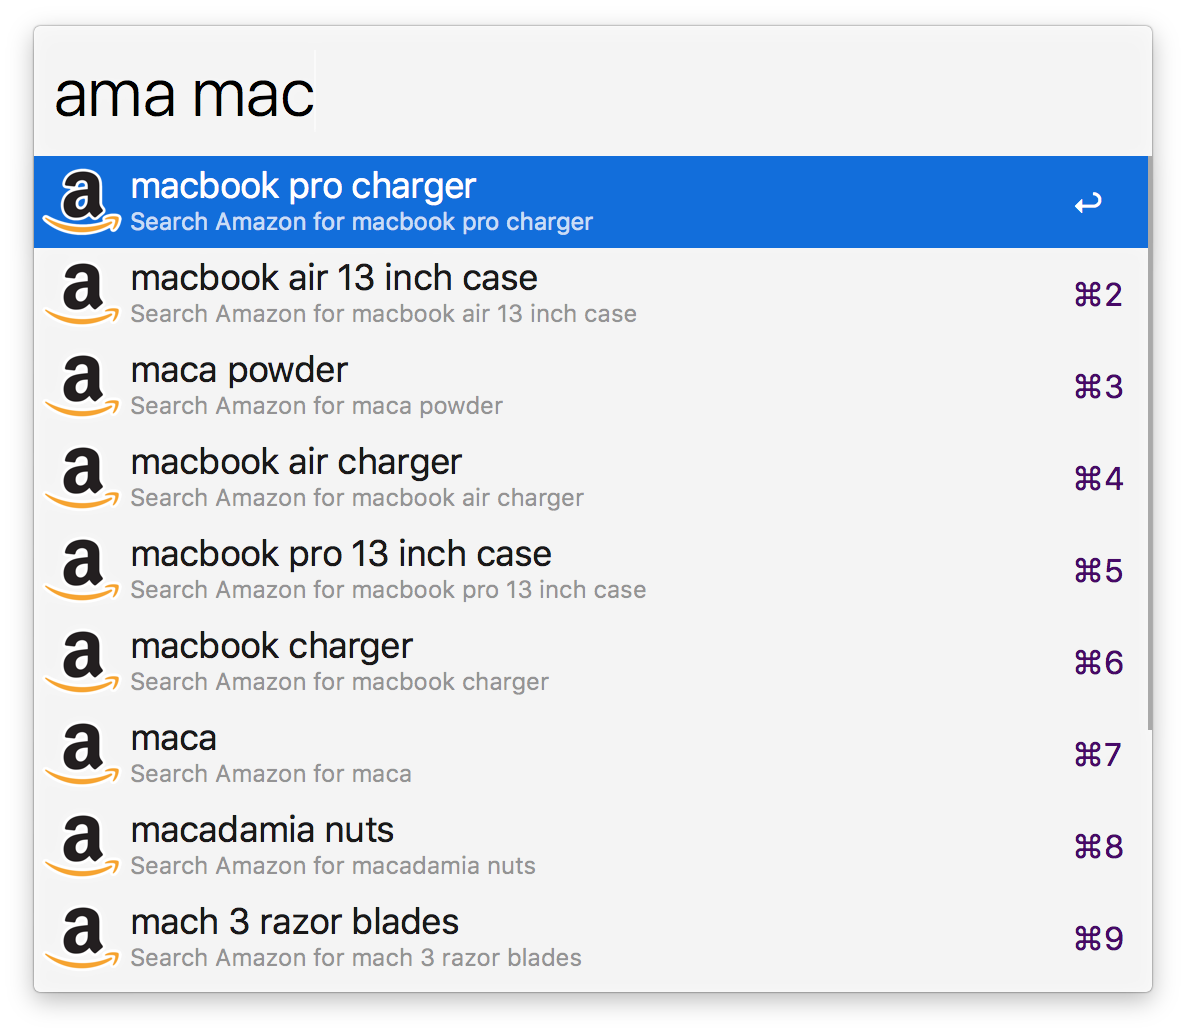 ama mac
macbook pro charger
Search Amazon for macbook pro charger
↩
macbook air 13 inch case
Search Amazon for macbook air 13 inch case
⌘2
maca powder
Search Amazon for maca powder
⌘3
macbook air charger
Search Amazon for macbook air charger
⌘4
macbook pro 13 inch case
Search Amazon for macbook pro 13 inch case
⌘5
macbook charger
Search Amazon for macbook charger
⌘6
maca
Search Amazon for maca
⌘7
macadamia nuts
Search Amazon for macadamia nuts
⌘8
mach 3 razor blades
Search Amazon for mach 3 razor blades
⌘9